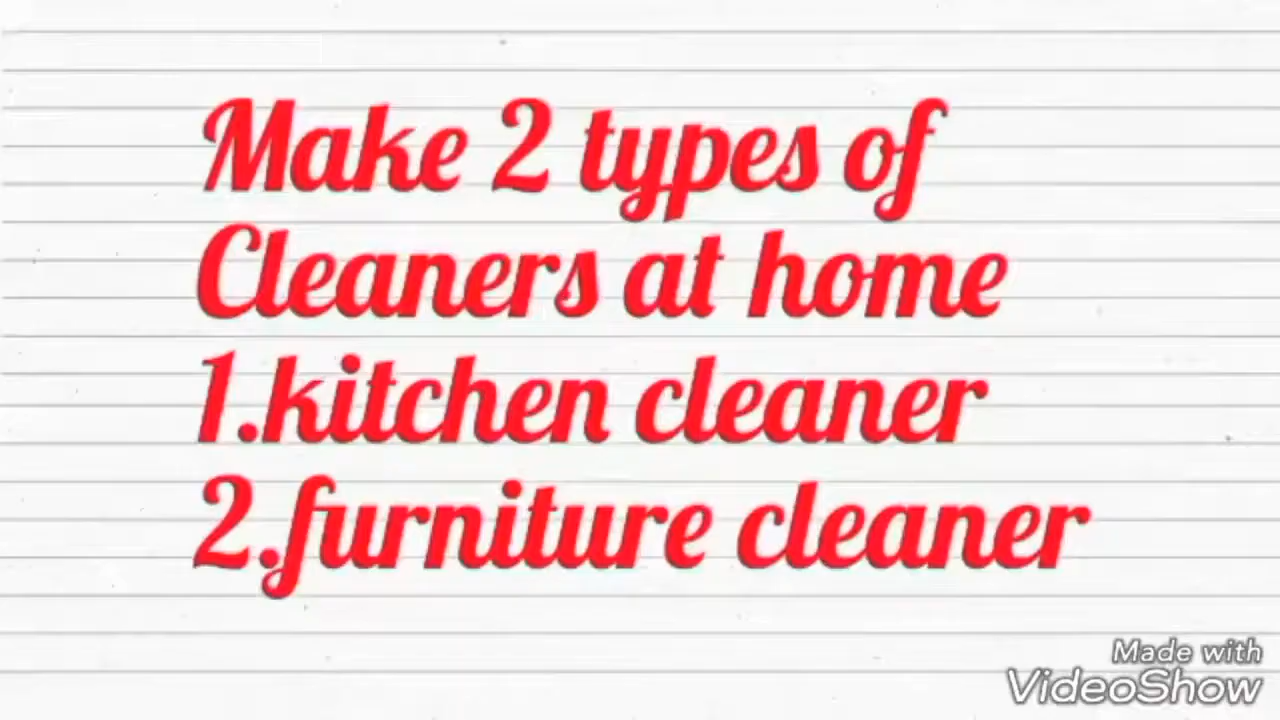 Make 2 types of
Cleaners at home
1.kitchen cleaner
2.furniture cleaner
Made with
VideoShow